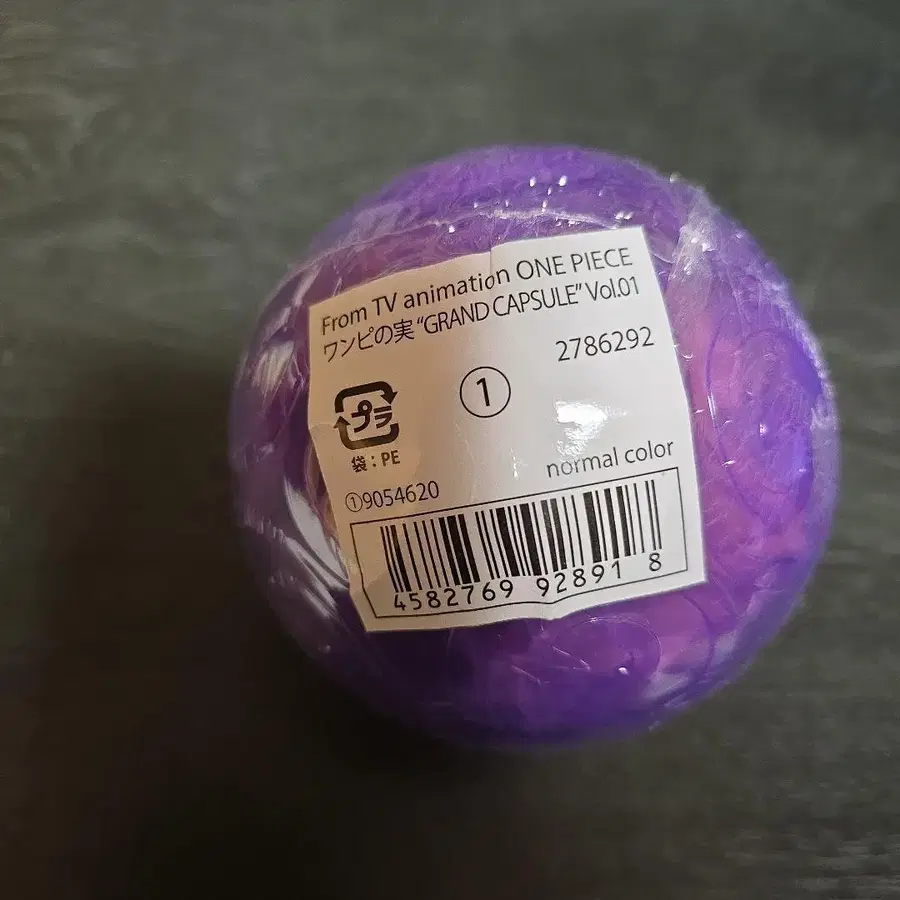 From TV animation ONE PIECE
ワンピの実 “GRAND CAPSULE” Vol.01
2786292
①
プラ
袋：PE
normal color
①9054620
4582769 92891 8